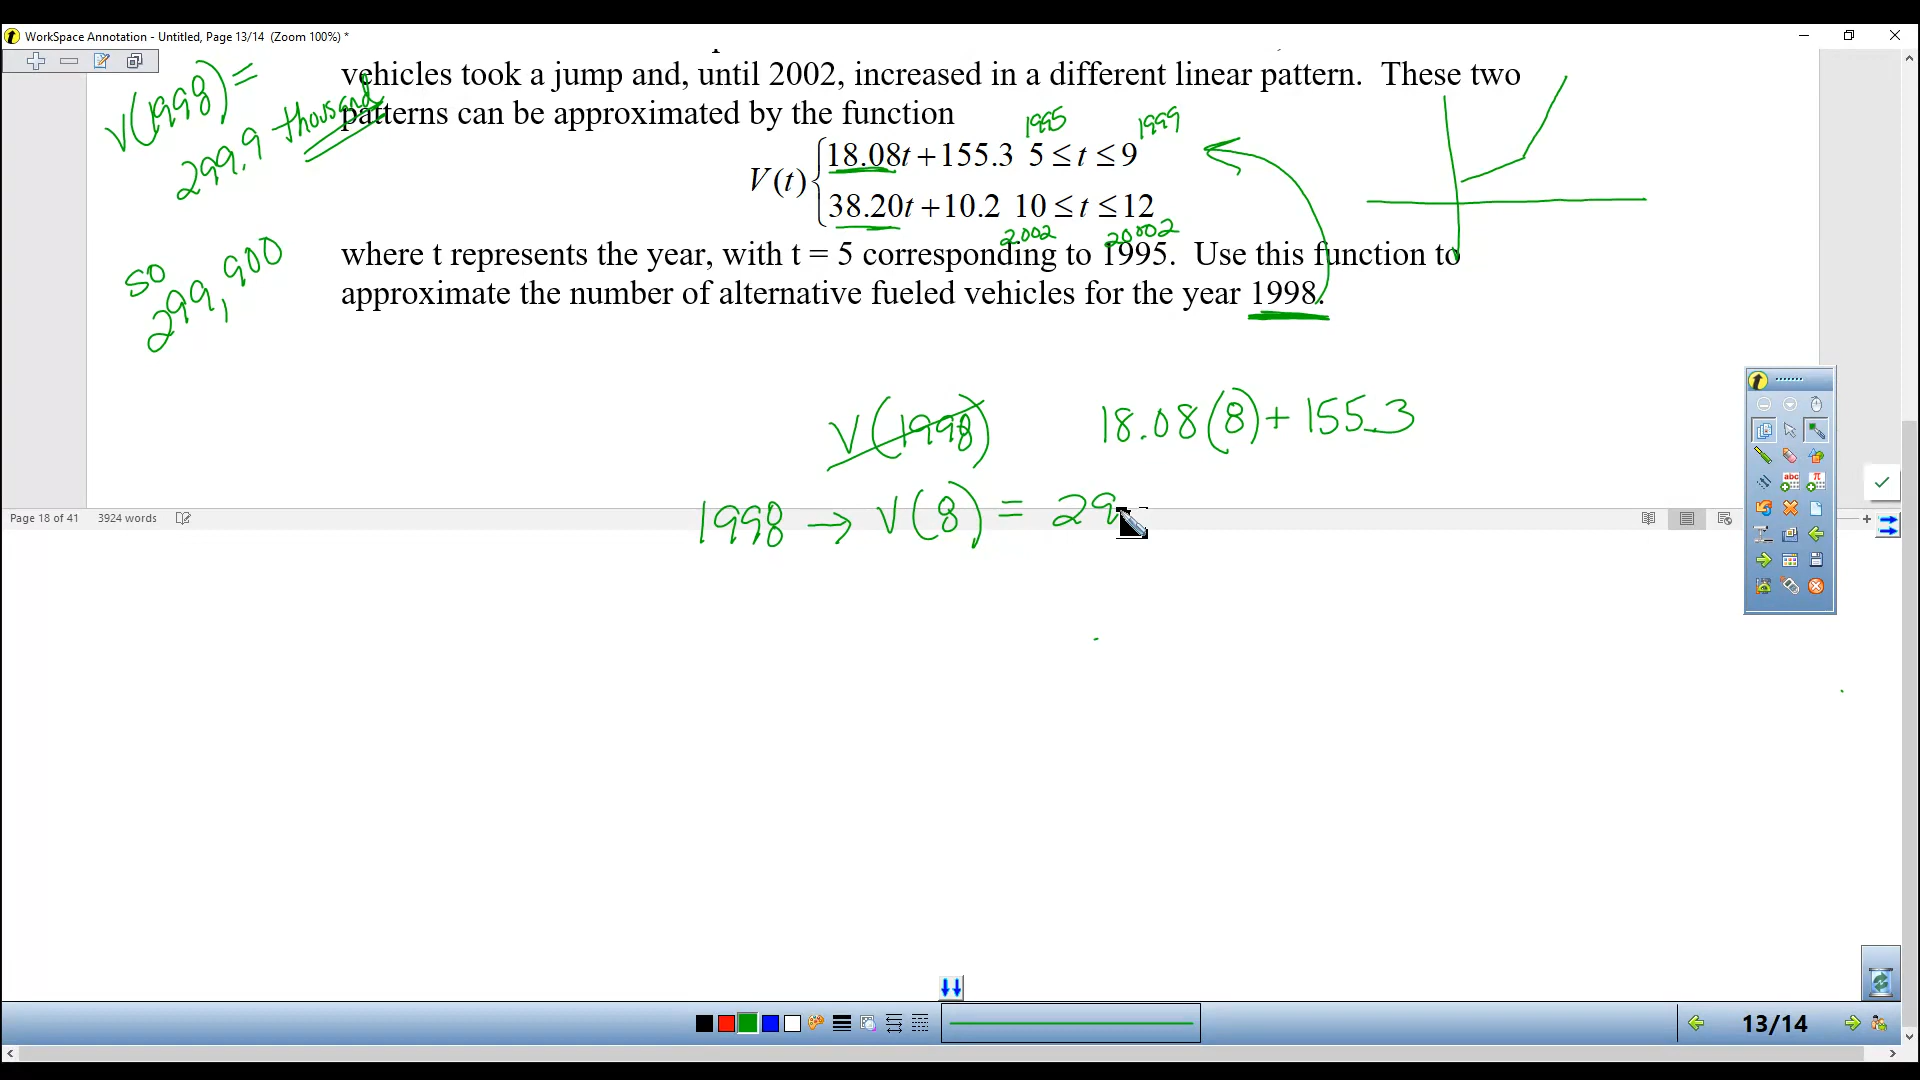 WorkSpace Annotation - Untitled, Page 13/14 (Zoom 100%) *
vehicles took a jump and, until 2002, increased in a different linear pattern. These two
patterns can be approximated by the function
V(1998) =
299.9 thousand
1995 1999
V(t) { 18.08t + 155.3 5 ≤ t ≤ 9
38.20t + 10.2 10 ≤ t ≤ 12
2002 20002
where t represents the year, with t = 5 corresponding to 1995. Use this function to
approximate the number of alternative fueled vehicles for the year 1998.
so
299,900
V(1998) 18.08(8) + 155.3
1998 → V(8) = 29
Page 18 of 41 3924 words
abc π
13/14